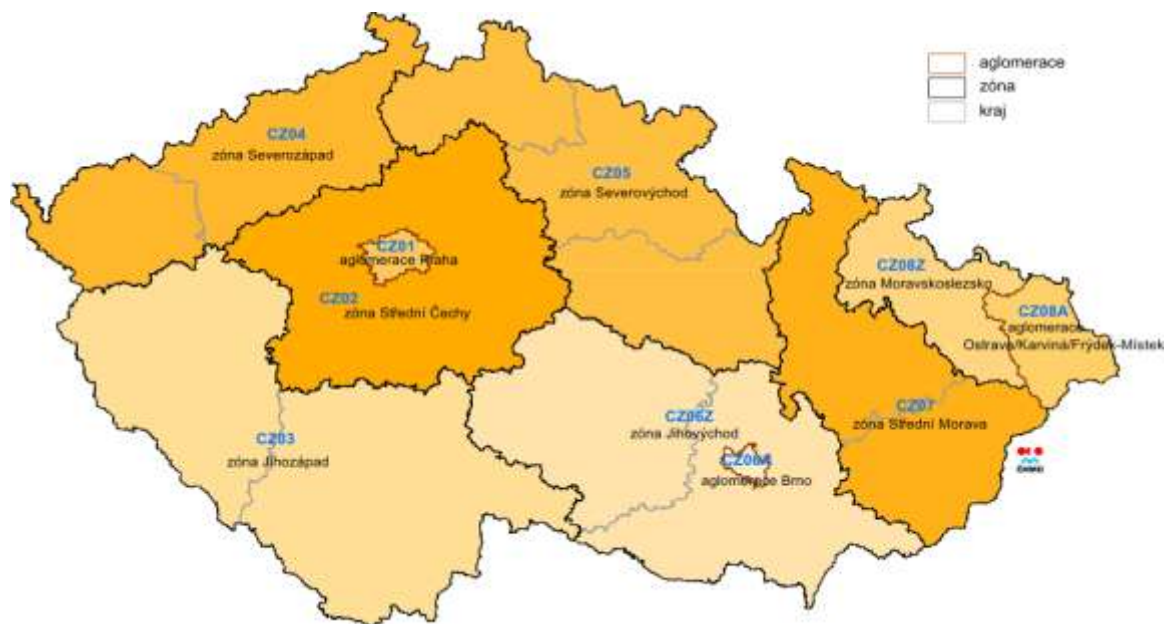 aglomerace
zóna
kraj
CZ04
zóna Severozápad
CZ05
zóna Severovýchod
CZ01
aglomerace Praha
CZ02
zóna Střední Čechy
CZ08Z
zóna Moravskoslezsko
CZ08A
aglomerace
Ostrava/Karviná/Frýdek-Místek
CZ03
zóna Jihozápad
CZ06Z
zóna Jihovýchod
CZ06A
aglomerace Brno
CZ07
zóna Střední Morava